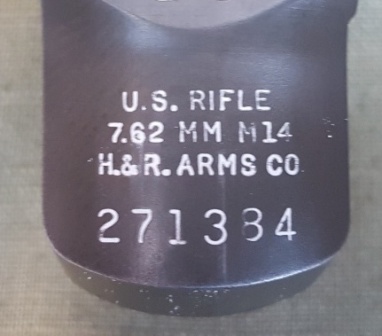 U.S. RIFLE
7.62 MM M14
H.& R. ARMS CO
271384